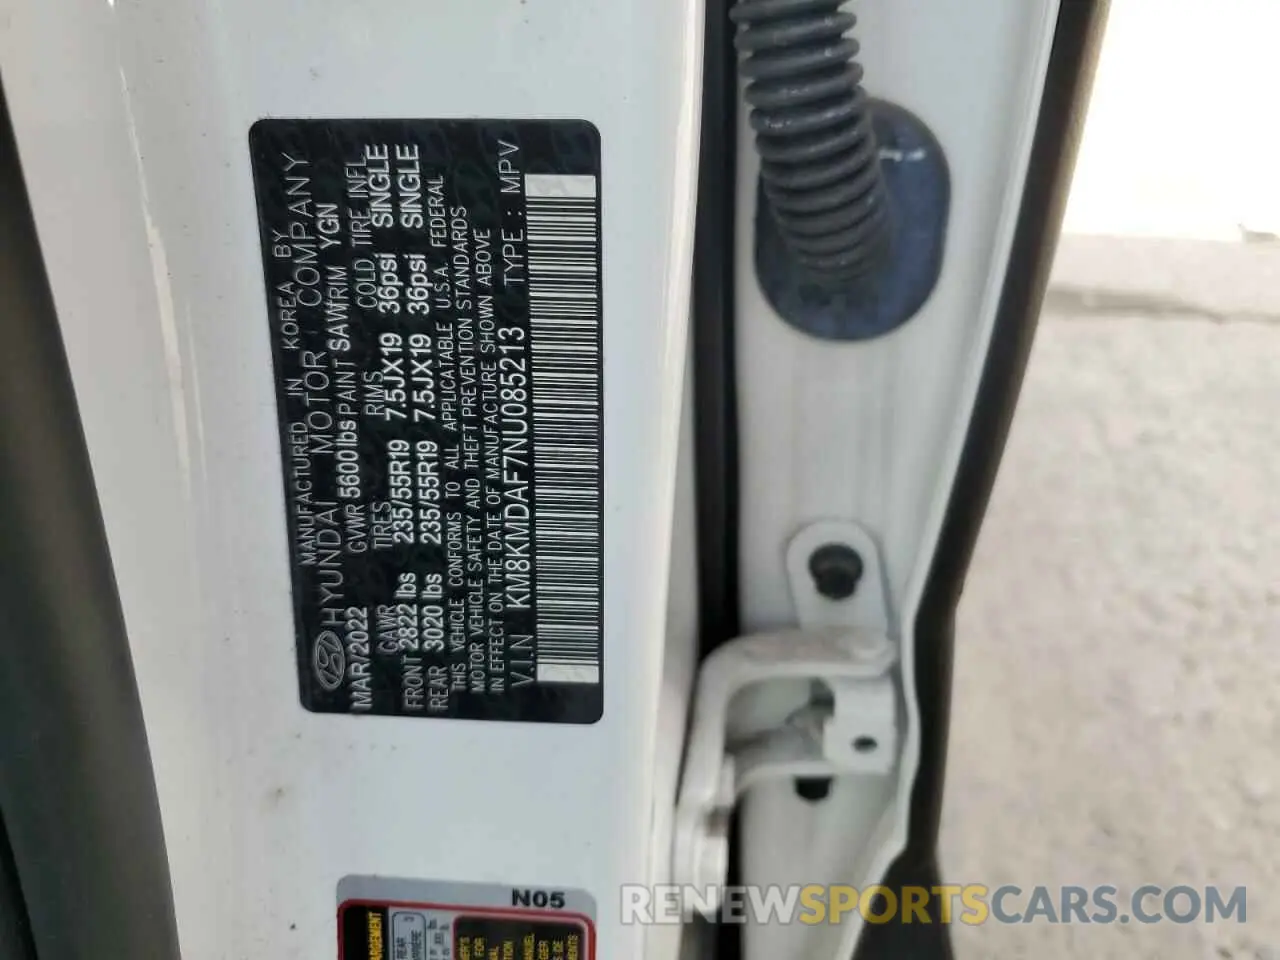 MANUFACTURED IN KOREA BY
HYUNDAI MOTOR COMPANY
MAR/2022 GVWR 5600lbs PAINT SAW TRIM YGN
GAWR TIRES RIMS COLD TIRE INFL
FRONT 2822 lbs 235/55R19 7.5JX19 36psi SINGLE
REAR 3020 lbs 235/55R19 7.5JX19 36psi SINGLE
THIS VEHICLE CONFORMS TO ALL APPLICATABLE U.S.A. FEDERAL
MOTOR VEHICLE SAFETY AND THEFT PREVENTION STANDARDS
IN EFFECT ON THE DATE OF MANUFACTURE SHOWN ABOVE
V.I.N KM8KMDAF7NU085213 TYPE : MPV
N05
REAR
RENEWSPORTSCARS.COM